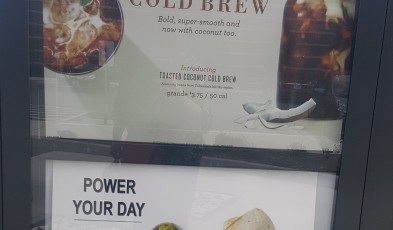 COLD BREW
Bold, super-smooth and
now with coconut too.
Introducing
TOASTED COCONUT COLD BREW
grande $3.75 / 50 cal
POWER
YOUR DAY